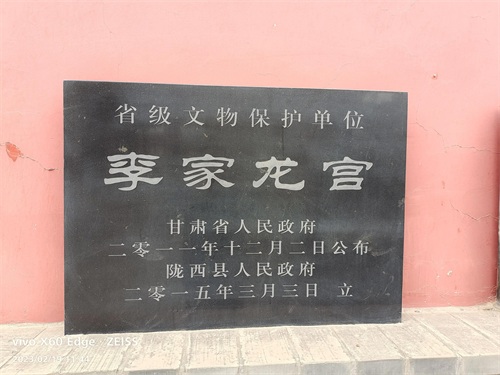 省级文物保护单位
李家龙宫
甘肃省人民政府
二零一一年十二月二日公布
陇西县人民政府
二零一五年三月三日 立
vivo X60 Edge · ZEISS